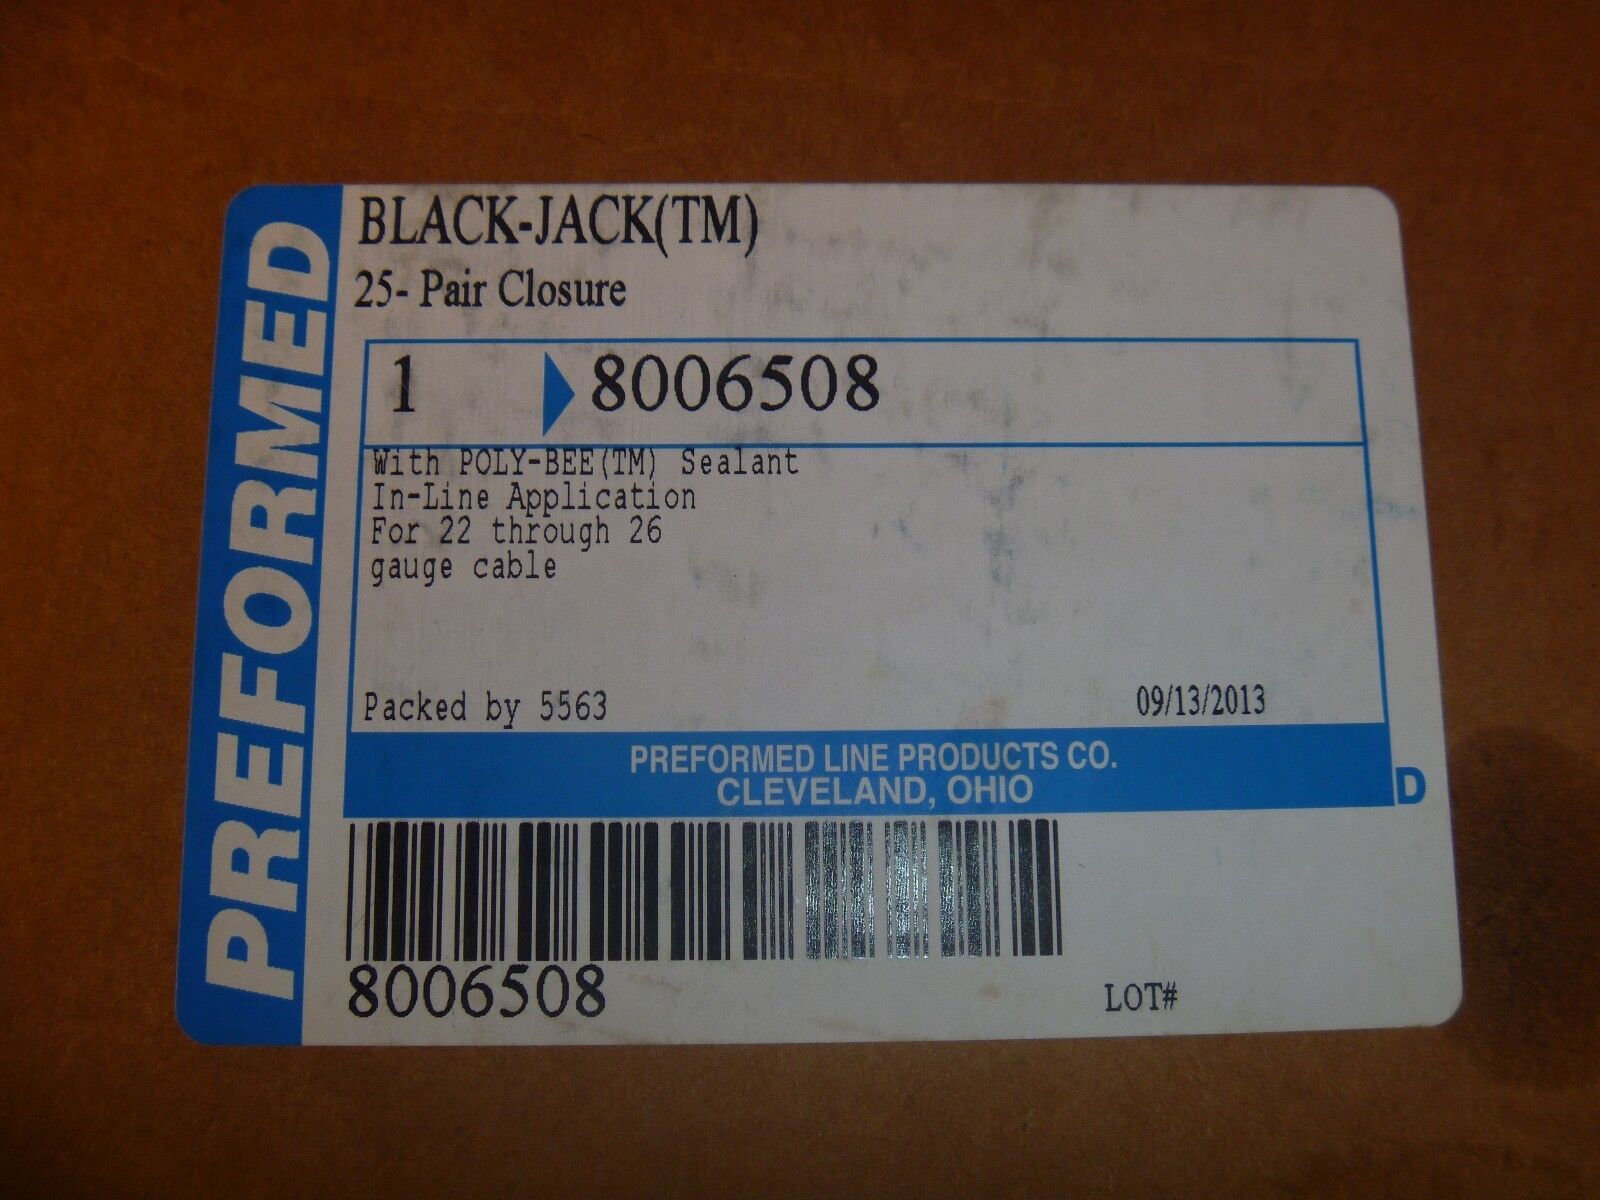 PREFORMED
BLACK-JACK(TM)
25- Pair Closure
1 8006508
With POLY-BEE(TM) Sealant
In-Line Application
For 22 through 26
gauge cable
Packed by 5563 09/13/2013
PREFORMED LINE PRODUCTS CO.
CLEVELAND, OHIO
D
8006508
LOT#